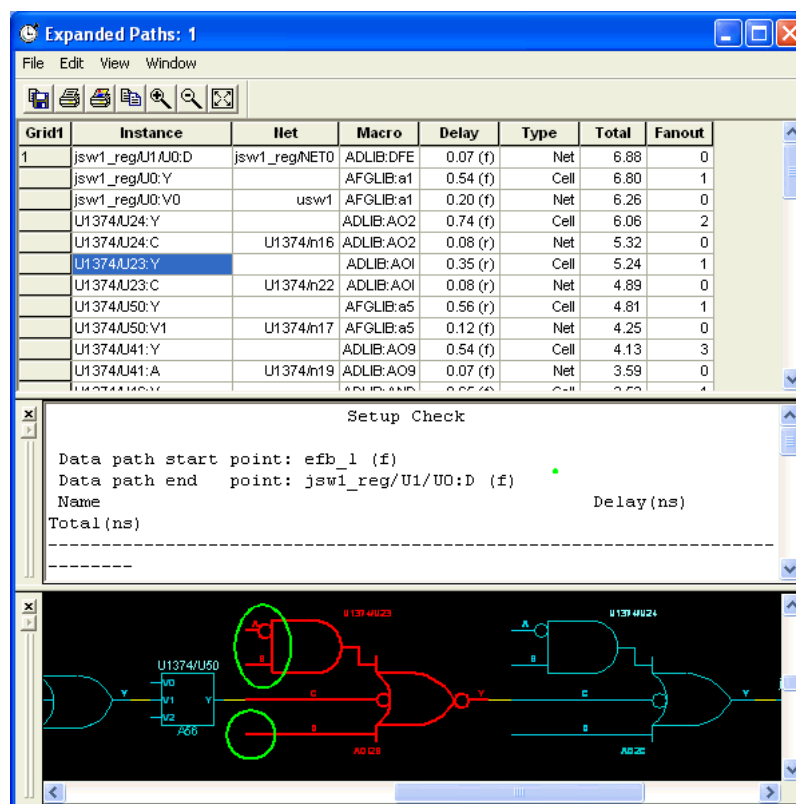 Expanded Paths: 1
File Edit View Window
Grid1 Instance Net Macro Delay Type Total Fanout
1 jsw1_reg/U1/U0:D jsw1_reg/NET0 ADLIB:DFE 0.07 (f) Net 6.88 0
jsw1_reg/U0:Y AFGLIB:a1 0.54 (f) Cell 6.80 1
jsw1_reg/U0:V0 usw1 AFGLIB:a1 0.20 (f) Net 6.26 0
U1374/U24:Y ADLIB:AO2 0.74 (f) Cell 6.06 2
U1374/U24:C U1374/n16 ADLIB:AO2 0.08 (r) Net 5.32 0
U1374/U23:Y ADLIB:AOI 0.35 (r) Cell 5.24 1
U1374/U23:C U1374/n22 ADLIB:AOI 0.08 (r) Net 4.89 0
U1374/U50:Y AFGLIB:a5 0.56 (r) Cell 4.81 1
U1374/U50:V1 U1374/n17 AFGLIB:a5 0.12 (f) Net 4.25 0
U1374/U41:Y ADLIB:AO9 0.54 (f) Cell 4.13 3
U1374/U41:A U1374/n19 ADLIB:AO9 0.07 (f) Net 3.59 0
Setup Check
Data path start point: efb_l (f)
Data path end point: jsw1_reg/U1/U0:D (f)
Name Delay(ns)
Total(ns)
U1374/U23 U1374/U24
A A
U1374/U50
B B
V0
Y V1 Y C Y C Y
V2
A56
D D